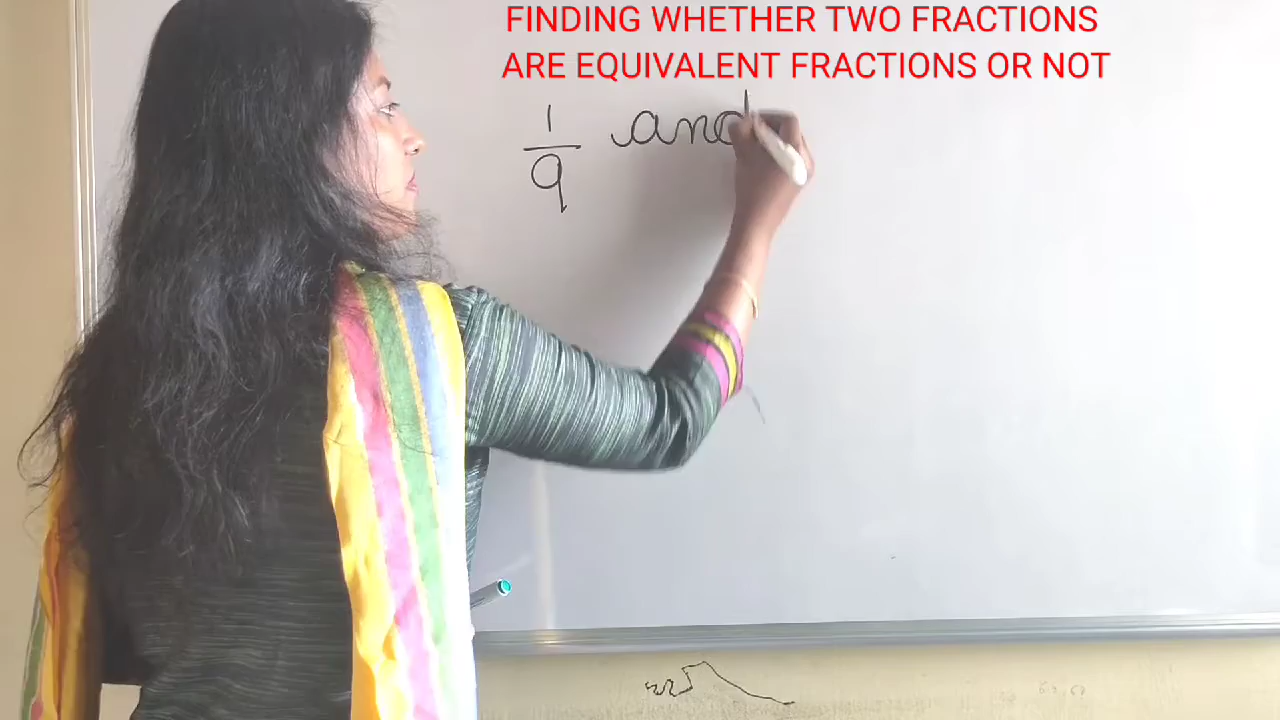 FINDING WHETHER TWO FRACTIONS
ARE EQUIVALENT FRACTIONS OR NOT
1/9 and